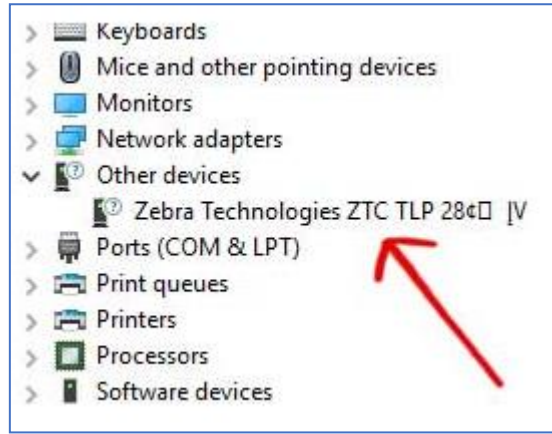 Keyboards
Mice and other pointing devices
Monitors
Network adapters
Other devices
Zebra Technologies ZTC TLP 28¢□ |V
Ports (COM & LPT)
Print queues
Printers
Processors
Software devices